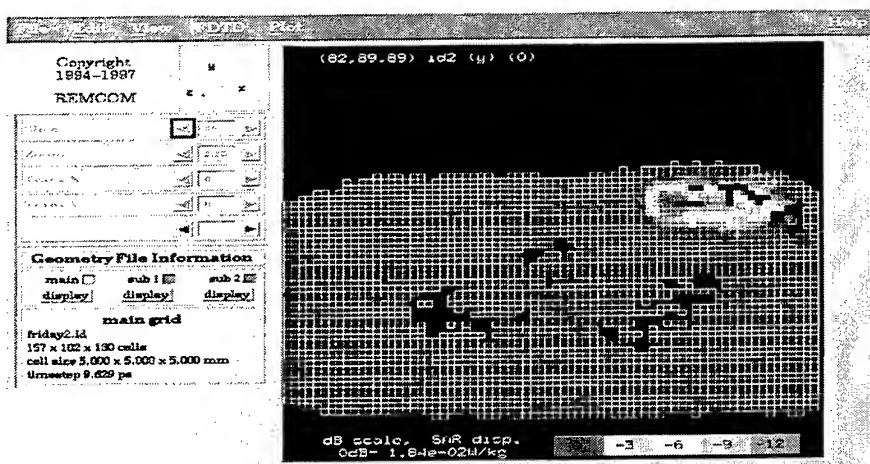 File Edit View FDTD Plot Help
Copyright
1994-1997
REMCOM
y
z x
(82,89,89) id2 (y) (0)
Geometry File Information
main sub 1 sub 2
display display display
main grid
friday2.id
157 x 102 x 130 cells
cell size 5.000 x 5.000 x 5.000 mm
timestep 9.629 ps
dB scale, SAR disp.
0dB- 1.84e-02W/kg
-3 -6 -9 -12